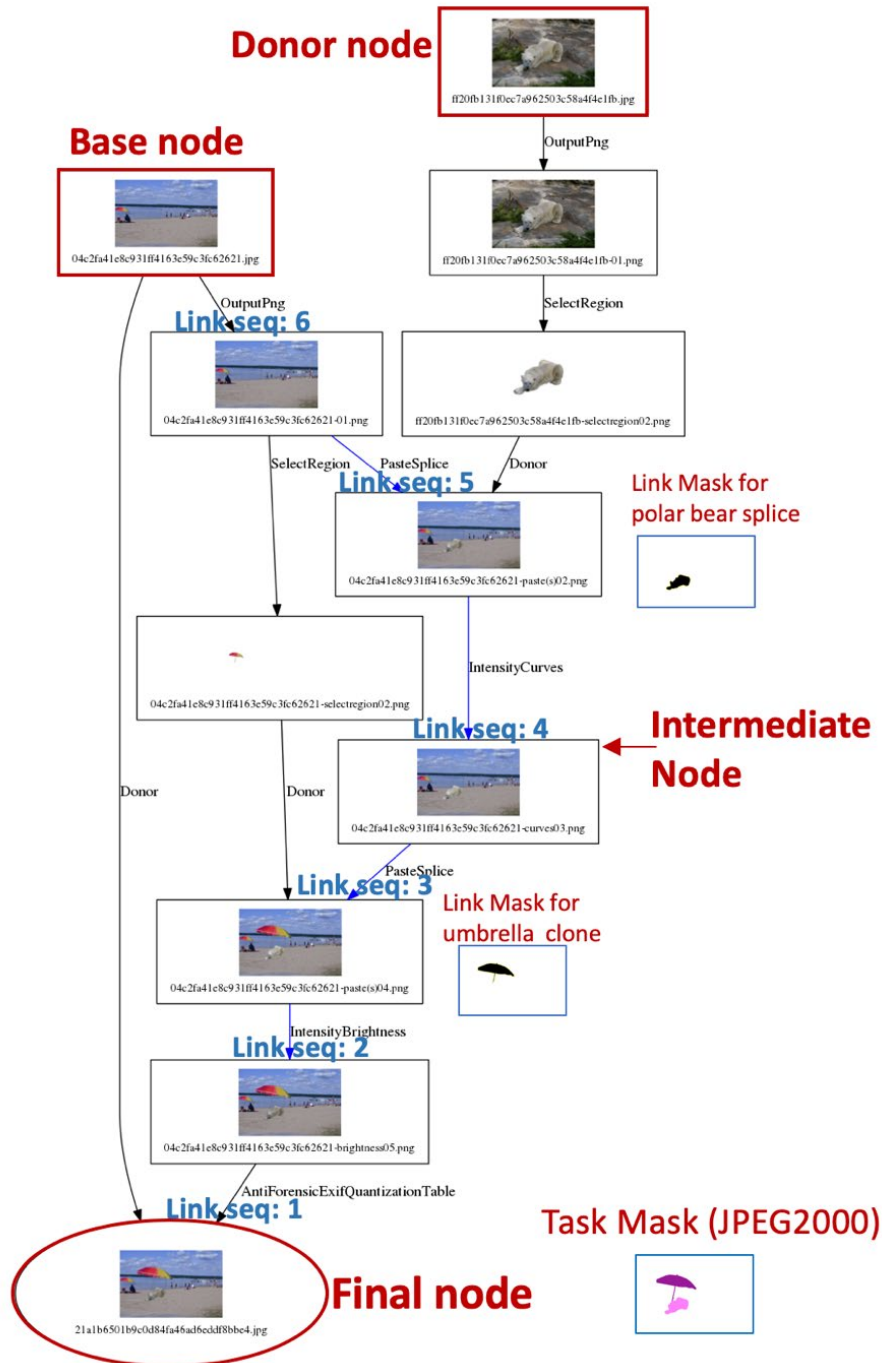 Donor node
ff20fb131f0ec7a962503c58a4f4e1fb.jpg
OutputPng
Base node
04c2fa41e8c931ff4163e59c3fc62621.jpg
ff20fb131f0ec7a962503c58a4f4e1fb-01.png
OutputPng
Link seq: 6
SelectRegion
04c2fa41e8c931ff4163e59c3fc62621-01.png
ff20fb131f0ec7a962503c58a4f4e1fb-selectregion02.png
SelectRegion
PasteSplice
Donor
Link seq: 5
Link Mask for
polar bear splice
04c2fa41e8c931ff4163e59c3fc62621-paste(s)02.png
IntensityCurves
04c2fa41e8c931ff4163e59c3fc62621-selectregion02.png
Link seq: 4
Intermediate
Node
Donor
Donor
04c2fa41e8c931ff4163e59c3fc62621-curves03.png
PasteSplice
Link seq: 3
Link Mask for
umbrella clone
04c2fa41e8c931ff4163e59c3fc62621-paste(s)04.png
IntensityBrightness
Link seq: 2
04c2fa41e8c931ff4163e59c3fc62621-brightness05.png
AntiForensicExifQuantizationTable
Link seq: 1
Task Mask (JPEG2000)
Final node
21a1b6501b9c0d84fa46ad6eddf8bbe4.jpg